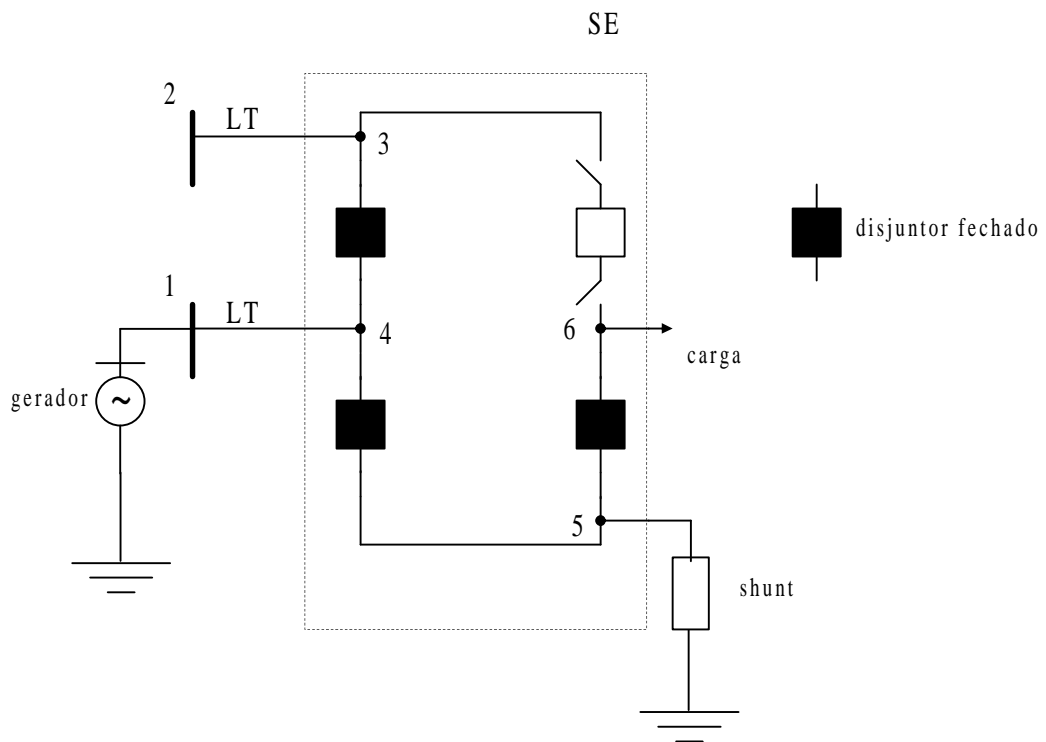 SE
2
LT
3
disjuntor fechado
1
LT
4
6
carga
gerador
~
5
shunt